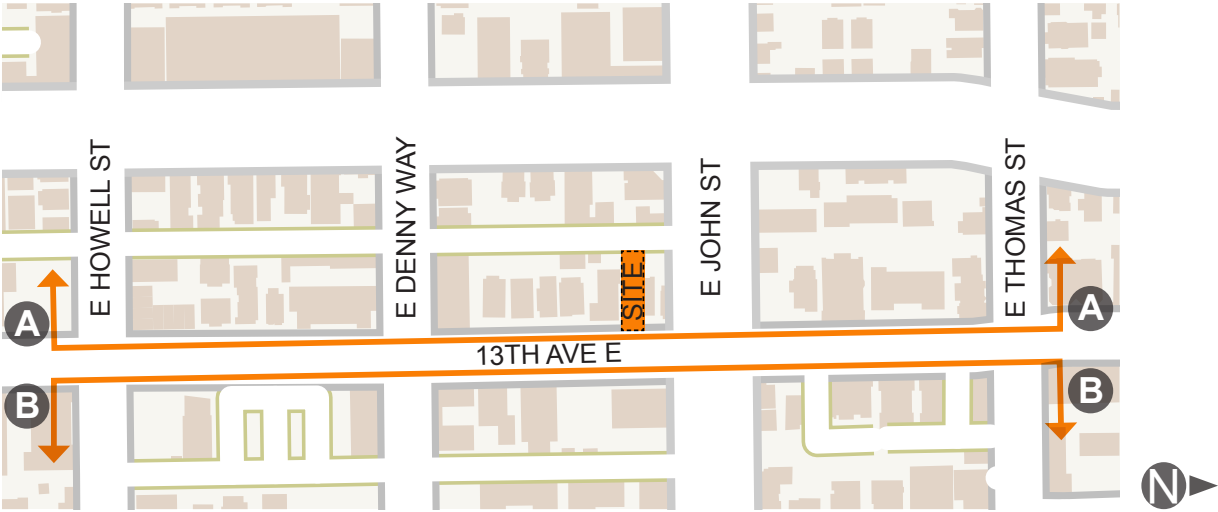 E HOWELL ST
E DENNY WAY
E JOHN ST
E THOMAS ST
SITE
A
A
13TH AVE E
B
B
N